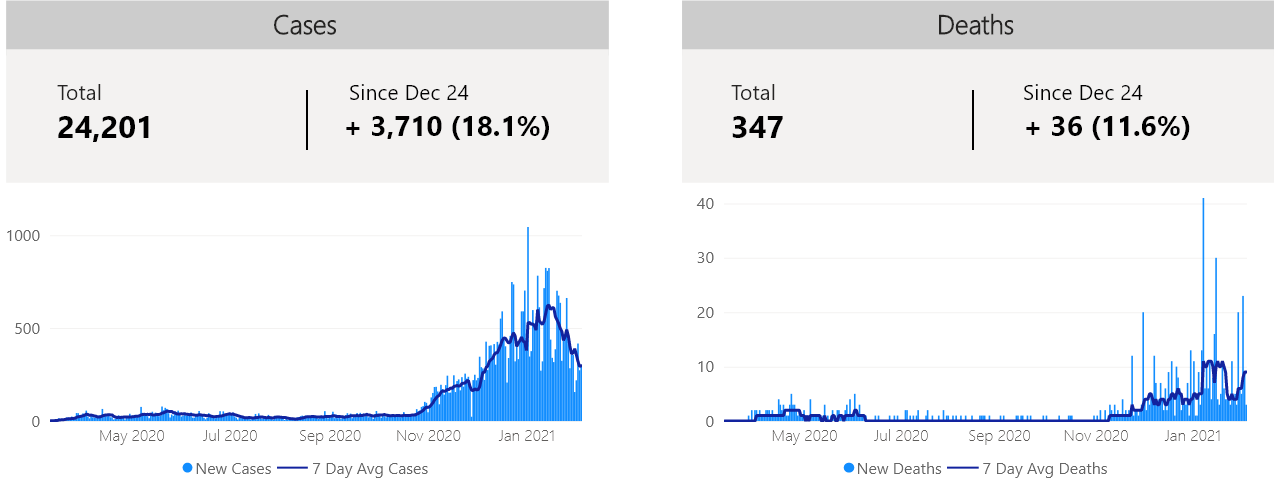 Cases
Total
Since Dec 24
24,201
+ 3,710 (18.1%)
1000
500
0
May 2020
Jul 2020
Sep 2020
Nov 2020
Jan 2021
New Cases
7 Day Avg Cases
Deaths
Total
Since Dec 24
347
+ 36 (11.6%)
40
30
20
10
0
May 2020
Jul 2020
Sep 2020
Nov 2020
Jan 2021
New Deaths
7 Day Avg Deaths